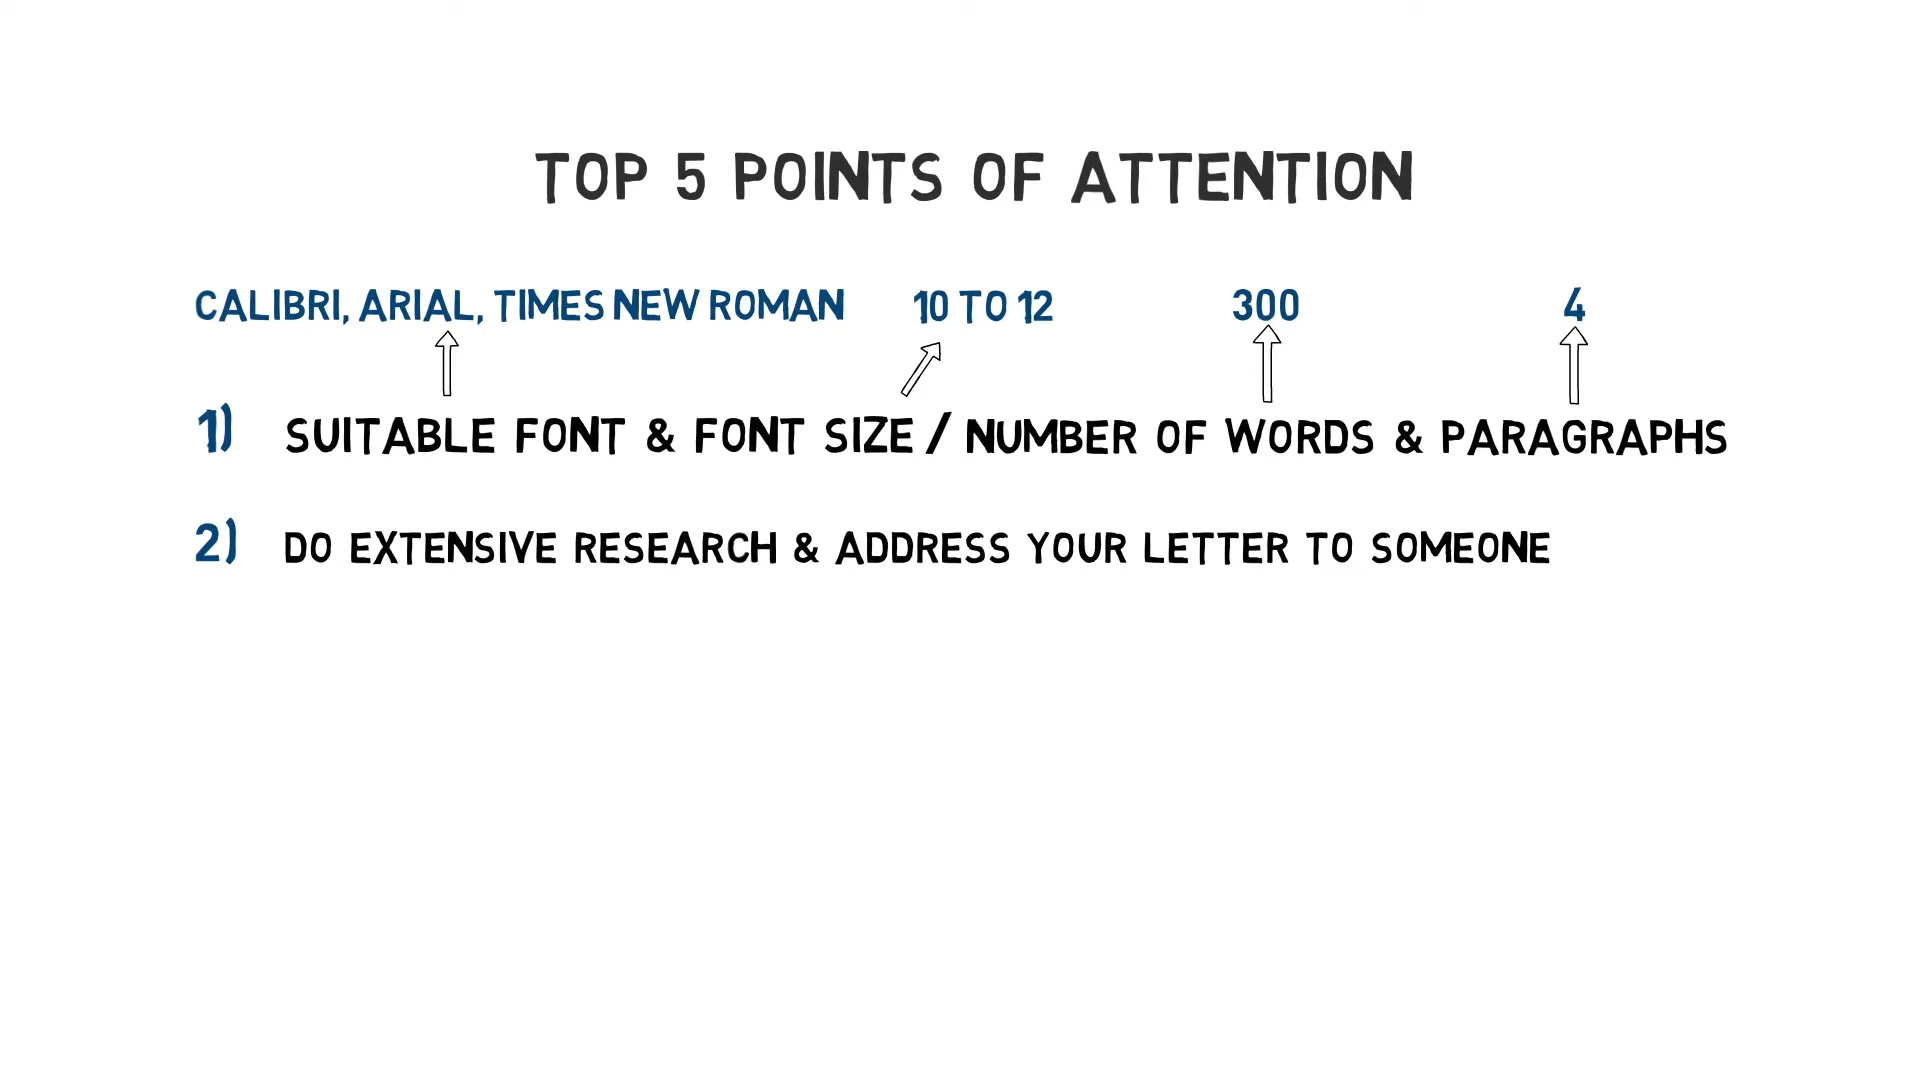 TOP 5 POINTS OF ATTENTION
CALIBRI, ARIAL, TIMES NEW ROMAN 10 TO 12 300 4
1) SUITABLE FONT & FONT SIZE / NUMBER OF WORDS & PARAGRAPHS
2) DO EXTENSIVE RESEARCH & ADDRESS YOUR LETTER TO SOMEONE